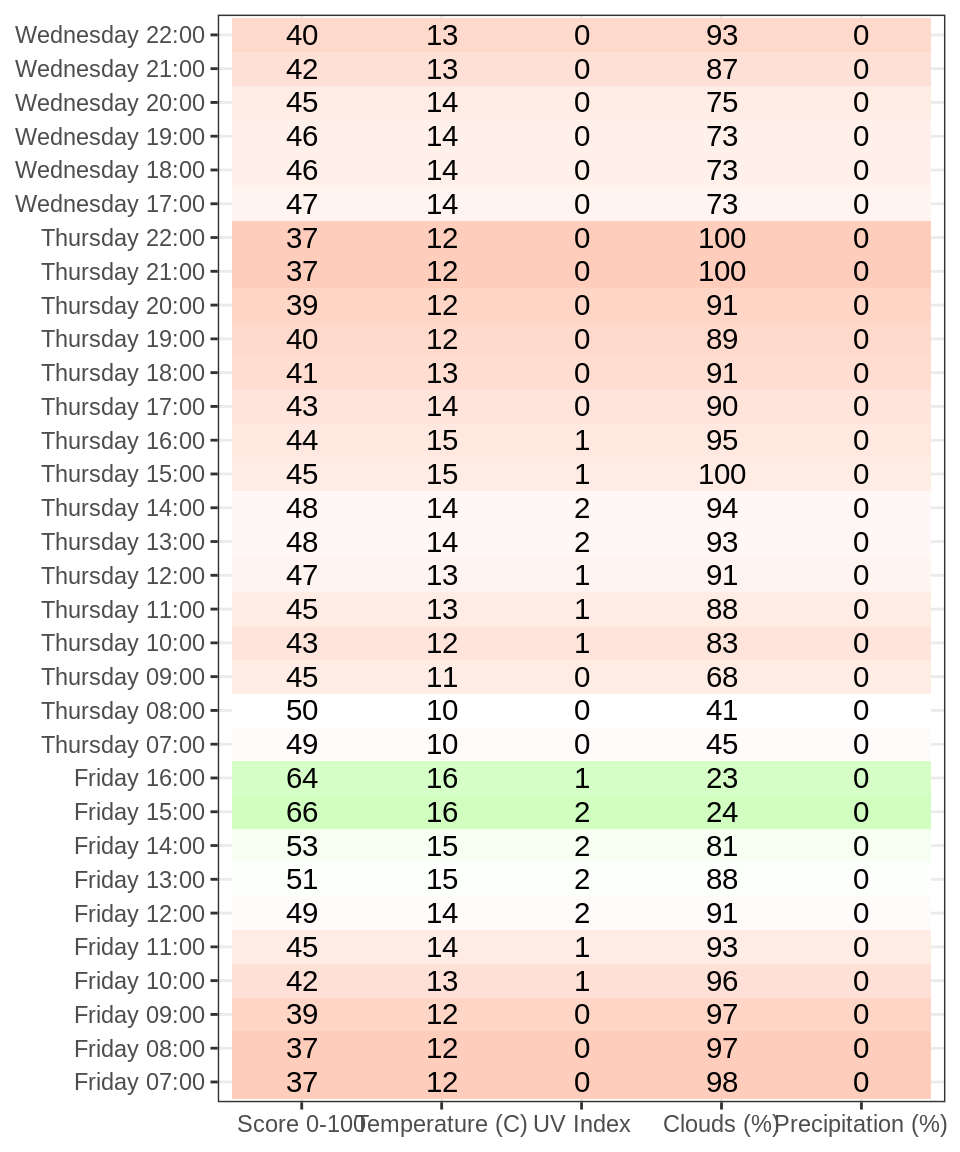 Wednesday 22:00 40 13 0 93 0
Wednesday 21:00 42 13 0 87 0
Wednesday 20:00 45 14 0 75 0
Wednesday 19:00 46 14 0 73 0
Wednesday 18:00 46 14 0 73 0
Wednesday 17:00 47 14 0 73 0
Thursday 22:00 37 12 0 100 0
Thursday 21:00 37 12 0 100 0
Thursday 20:00 39 12 0 91 0
Thursday 19:00 40 12 0 89 0
Thursday 18:00 41 13 0 91 0
Thursday 17:00 43 14 0 90 0
Thursday 16:00 44 15 1 95 0
Thursday 15:00 45 15 1 100 0
Thursday 14:00 48 14 2 94 0
Thursday 13:00 48 14 2 93 0
Thursday 12:00 47 13 1 91 0
Thursday 11:00 45 13 1 88 0
Thursday 10:00 43 12 1 83 0
Thursday 09:00 45 11 0 68 0
Thursday 08:00 50 10 0 41 0
Thursday 07:00 49 10 0 45 0
Friday 16:00 64 16 1 23 0
Friday 15:00 66 16 2 24 0
Friday 14:00 53 15 2 81 0
Friday 13:00 51 15 2 88 0
Friday 12:00 49 14 2 91 0
Friday 11:00 45 14 1 93 0
Friday 10:00 42 13 1 96 0
Friday 09:00 39 12 0 97 0
Friday 08:00 37 12 0 97 0
Friday 07:00 37 12 0 98 0
Score 0-100 Temperature (C) UV Index Clouds (%) Precipitation (%)